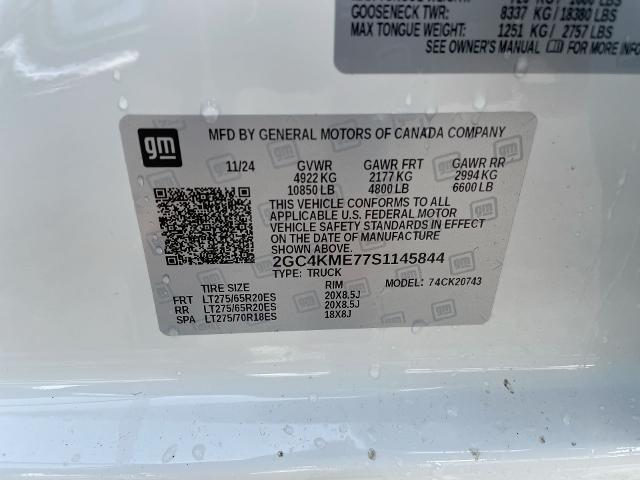 GOOSENECK TWR: 8337 KG/18380 LBS
MAX TONGUE WEIGHT: 1251 KG/ 2757 LBS
SEE OWNER'S MANUAL FOR MORE INFO
gm
MFD BY GENERAL MOTORS OF CANADA COMPANY
11/24 GVWR GAWR FRT GAWR RR
4922 KG 2177 KG 2994 KG
10850 LB 4800 LB 6600 LB
THIS VEHICLE CONFORMS TO ALL
APPLICABLE U.S. FEDERAL MOTOR
VEHICLE SAFETY STANDARDS IN EFFECT
ON THE DATE OF MANUFACTURE
SHOWN ABOVE.
2GC4KME77S1145844
TYPE: TRUCK MODEL: 74CK20743
TIRE SIZE RIM
FRT LT275/65R20ES 20X8.5J
RR LT275/65R20ES 20X8.5J
SPA LT275/70R18ES 18X8J